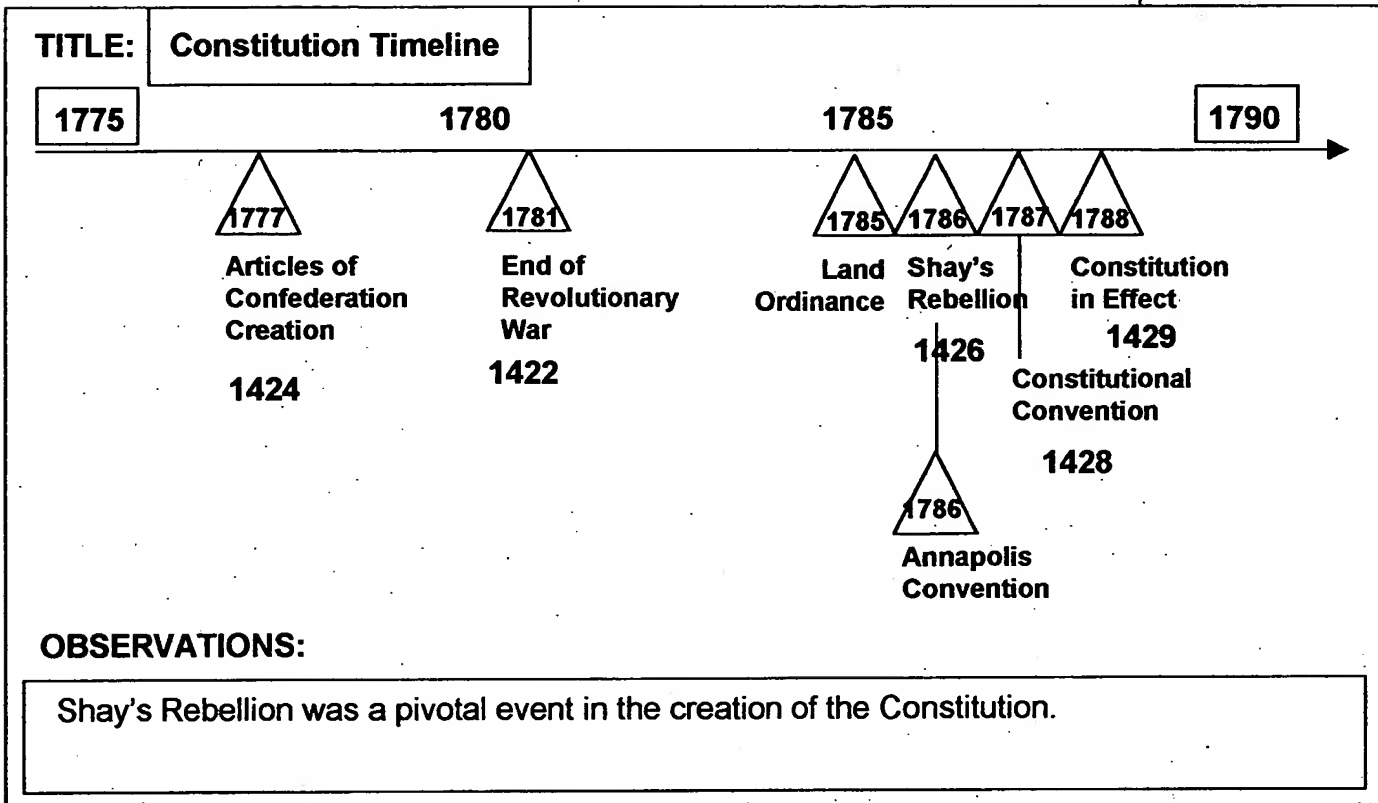 TITLE: Constitution Timeline
1775 1780 1785 1790
1777 1781 1785 1786 1787 1788
Articles of
Confederation
Creation
1424
End of
Revolutionary
War
1422
Land
Ordinance
Shay's
Rebellion
1426
Constitution
in Effect
1429
Constitutional
Convention
1428
1786
Annapolis
Convention
OBSERVATIONS:
Shay's Rebellion was a pivotal event in the creation of the Constitution.